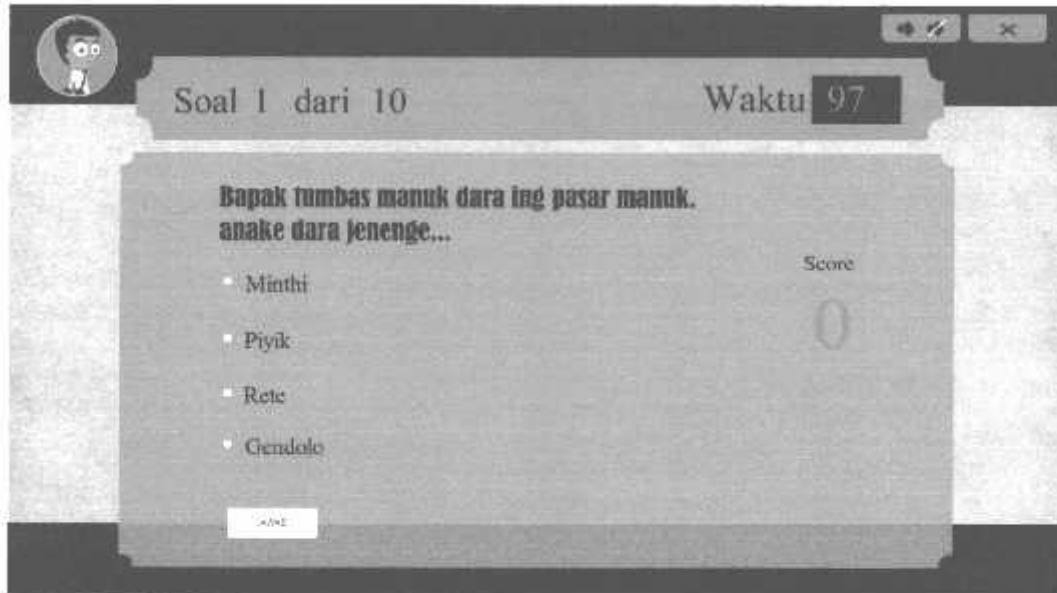 Soal 1 dari 10
Waktu 97
Bapak tumbas manuk dara ing pasar manuk.
anake dara jenenge...
Minthi
Piyik
Rete
Gendolo
Score
0